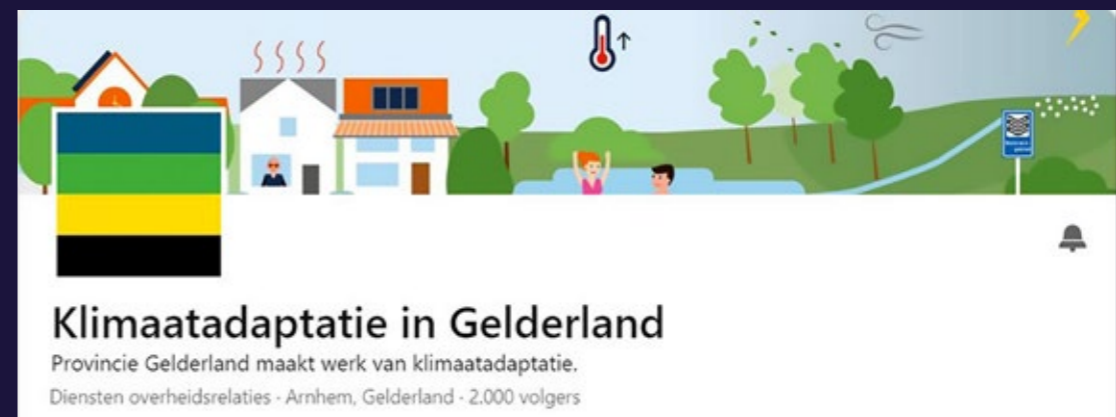 Klimaatadaptatie in Gelderland
Provincie Gelderland maakt werk van klimaatadaptatie.
Diensten overheidsrelaties · Arnhem, Gelderland · 2.000 volgers